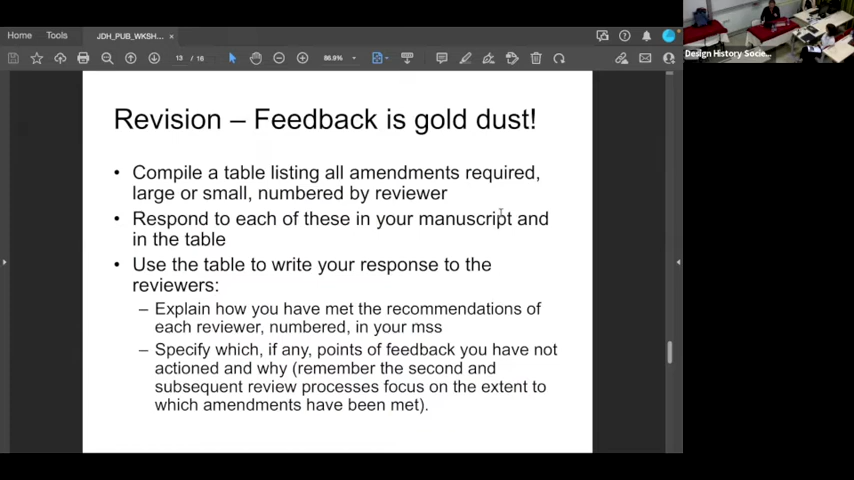 Home Tools JDH_PUB_WKSH... ×
13 / 16 86.9%
Design History Socie...
Revision – Feedback is gold dust!
• Compile a table listing all amendments required,
large or small, numbered by reviewer
• Respond to each of these in your manuscript and
in the table
• Use the table to write your response to the
reviewers:
– Explain how you have met the recommendations of
each reviewer, numbered, in your mss
– Specify which, if any, points of feedback you have not
actioned and why (remember the second and
subsequent review processes focus on the extent to
which amendments have been met).